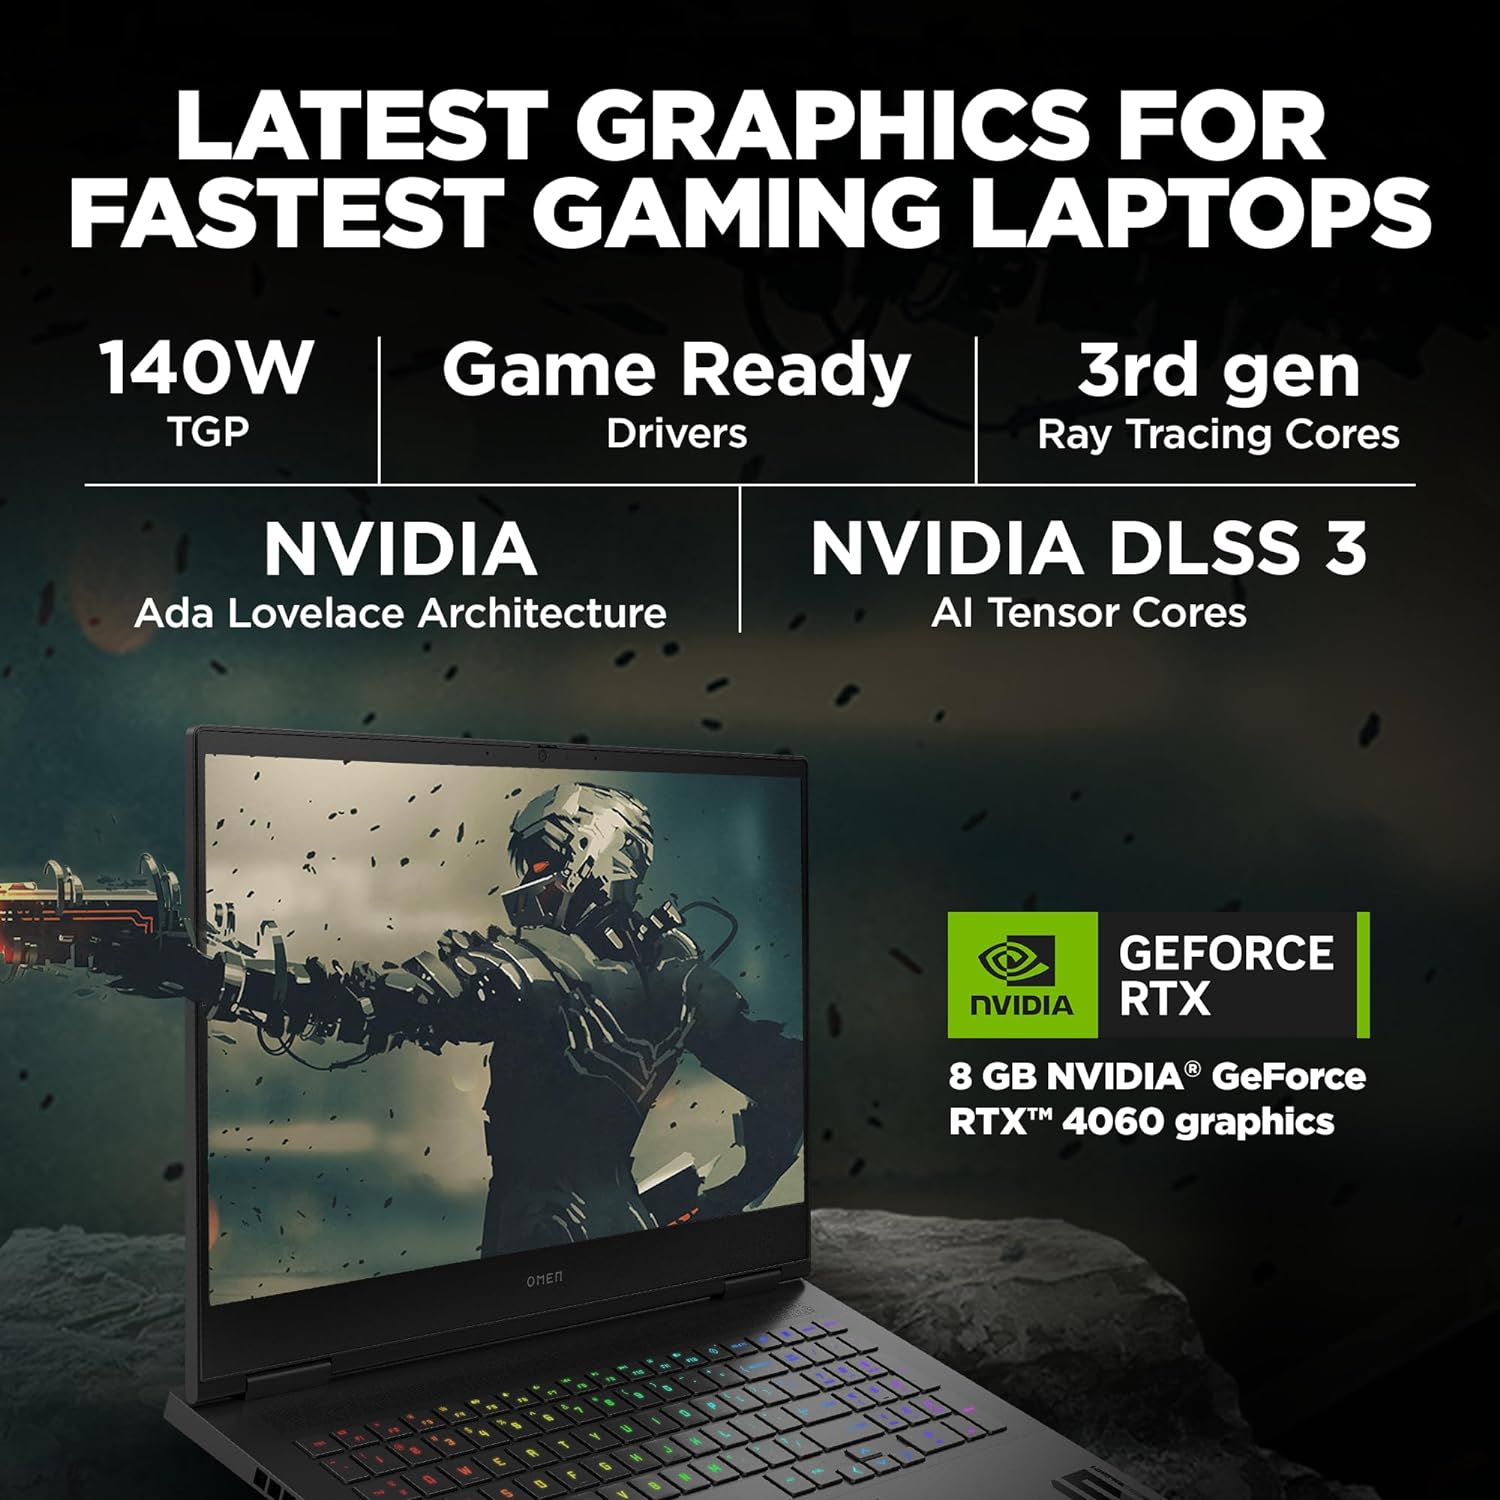 LATEST GRAPHICS FOR
FASTEST GAMING LAPTOPS
140W
TGP
Game Ready
Drivers
3rd gen
Ray Tracing Cores
NVIDIA
Ada Lovelace Architecture
NVIDIA DLSS 3
AI Tensor Cores
NVIDIA
GEFORCE
RTX
8 GB NVIDIA® GeForce
RTX™ 4060 graphics
OMEN